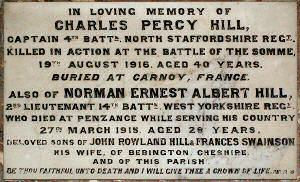 IN LOVING MEMORY OF
CHARLES PERCY HILL,
CAPTAIN 4TH BATTN. NORTH STAFFORDSHIRE REGT.
KILLED IN ACTION AT THE BATTLE OF THE SOMME,
19TH AUGUST 1916. AGED 40 YEARS.
BURIED AT CARNOY, FRANCE.
ALSO OF NORMAN ERNEST ALBERT HILL,
2ND LIEUTENANT 14TH BATTN. WEST YORKSHIRE REGT.
WHO DIED AT PENZANCE WHILE SERVING HIS COUNTRY
27TH MARCH 1915. AGED 28 YEARS.
BELOVED SONS OF JOHN ROWLAND HILL & FRANCES SWAINSON
HIS WIFE, OF BEBINGTON CHESHIRE.
AND OF THIS PARISH.
BE THOU FAITHFUL UNTO DEATH AND I WILL GIVE THEE A CROWN OF LIFE.